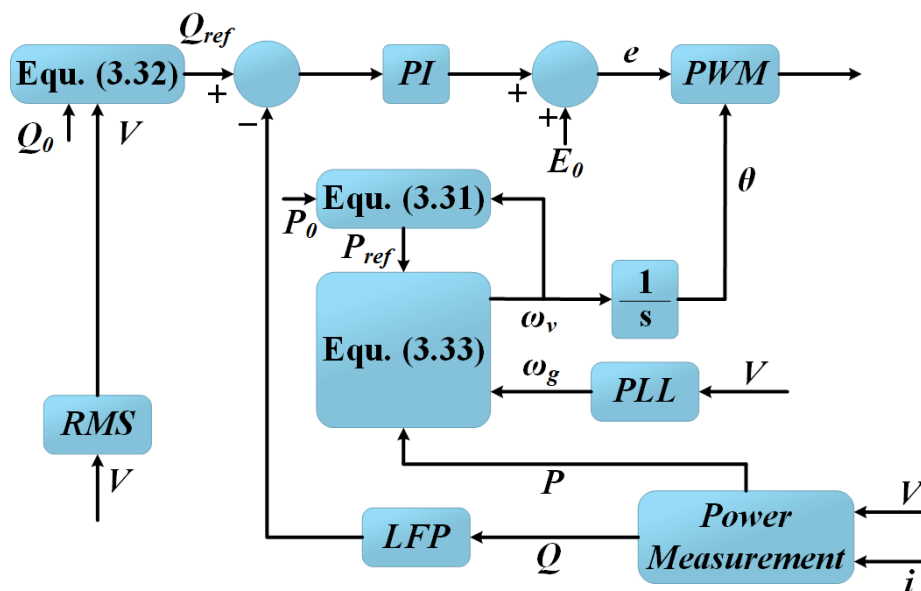 Q_ref
Equ. (3.32)
+
PI
+
e
PWM
Q_0
V
−
+
E_0
θ
Equ. (3.31)
P_0
P_ref
1
s
ω_v
Equ. (3.33)
ω_g
PLL
V
RMS
V
P
Power
Measurement
V
i
LFP
Q